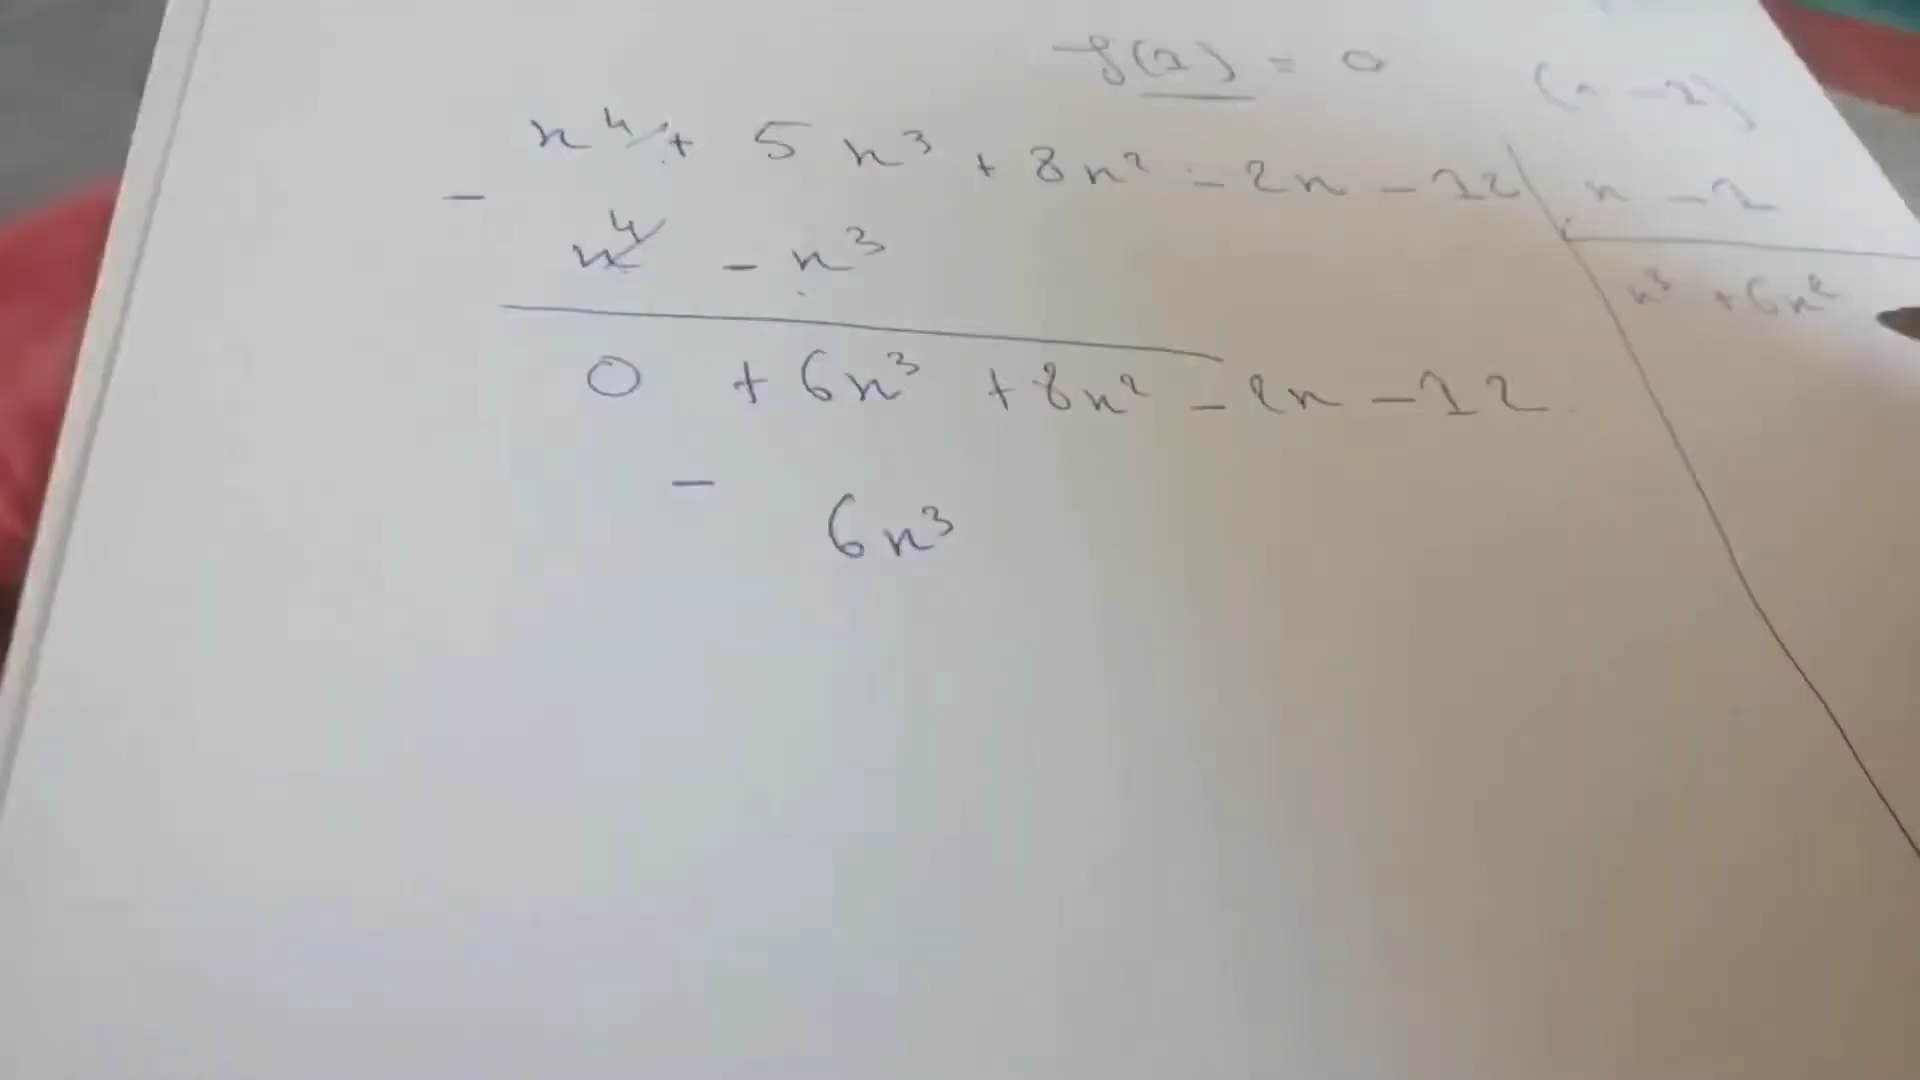 f(1) = 0 (x - 1)
x⁴ + 5x³ + 8x² - 2x - 12 | x - 1
- x⁴ - x³
x³ + 6x²
0 + 6x³ + 8x² - 2x - 12
- 6x³